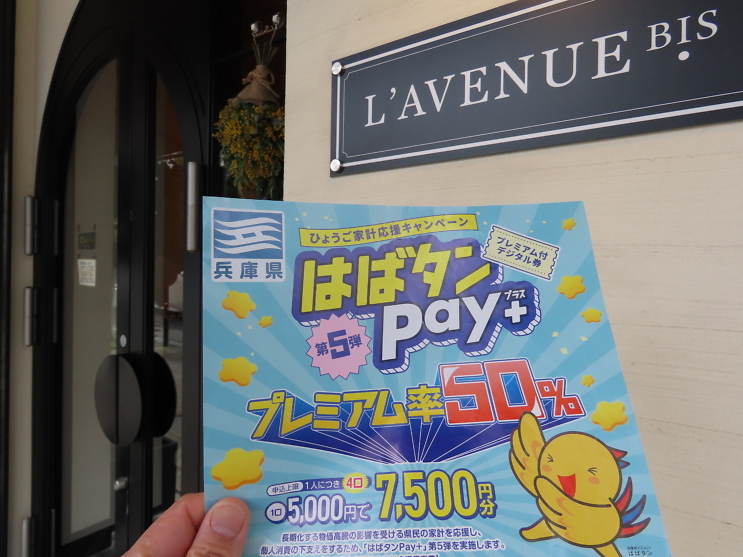 L'AVENUE BIS
兵庫県
ひょうご家計応援キャンペーン
はばタン
pay+
プラス
プレミアム付
デジタル券
第5弾
プレミアム率50%
申込上限 1人につき 4口
1口 5,000円で 7,500円分
長期化する物価高騰の影響を受ける県民の家計を応援し、
個人消費の下支えをするため、「はばタンPay+」第5弾を実施します。
はばタン